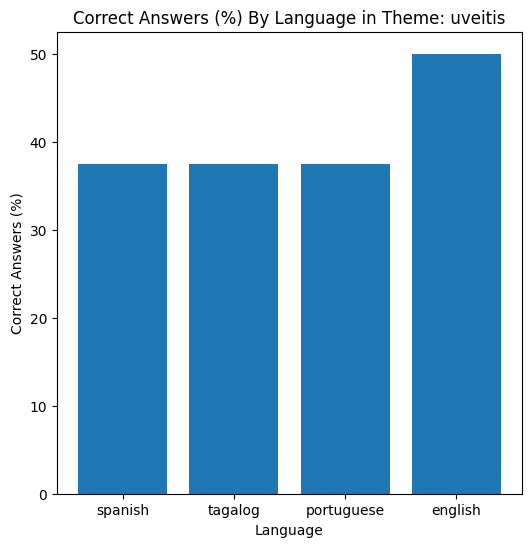 Correct Answers (%) By Language in Theme: uveitis
50
40
30
20
10
0
Correct Answers (%)
spanish tagalog portuguese english
Language